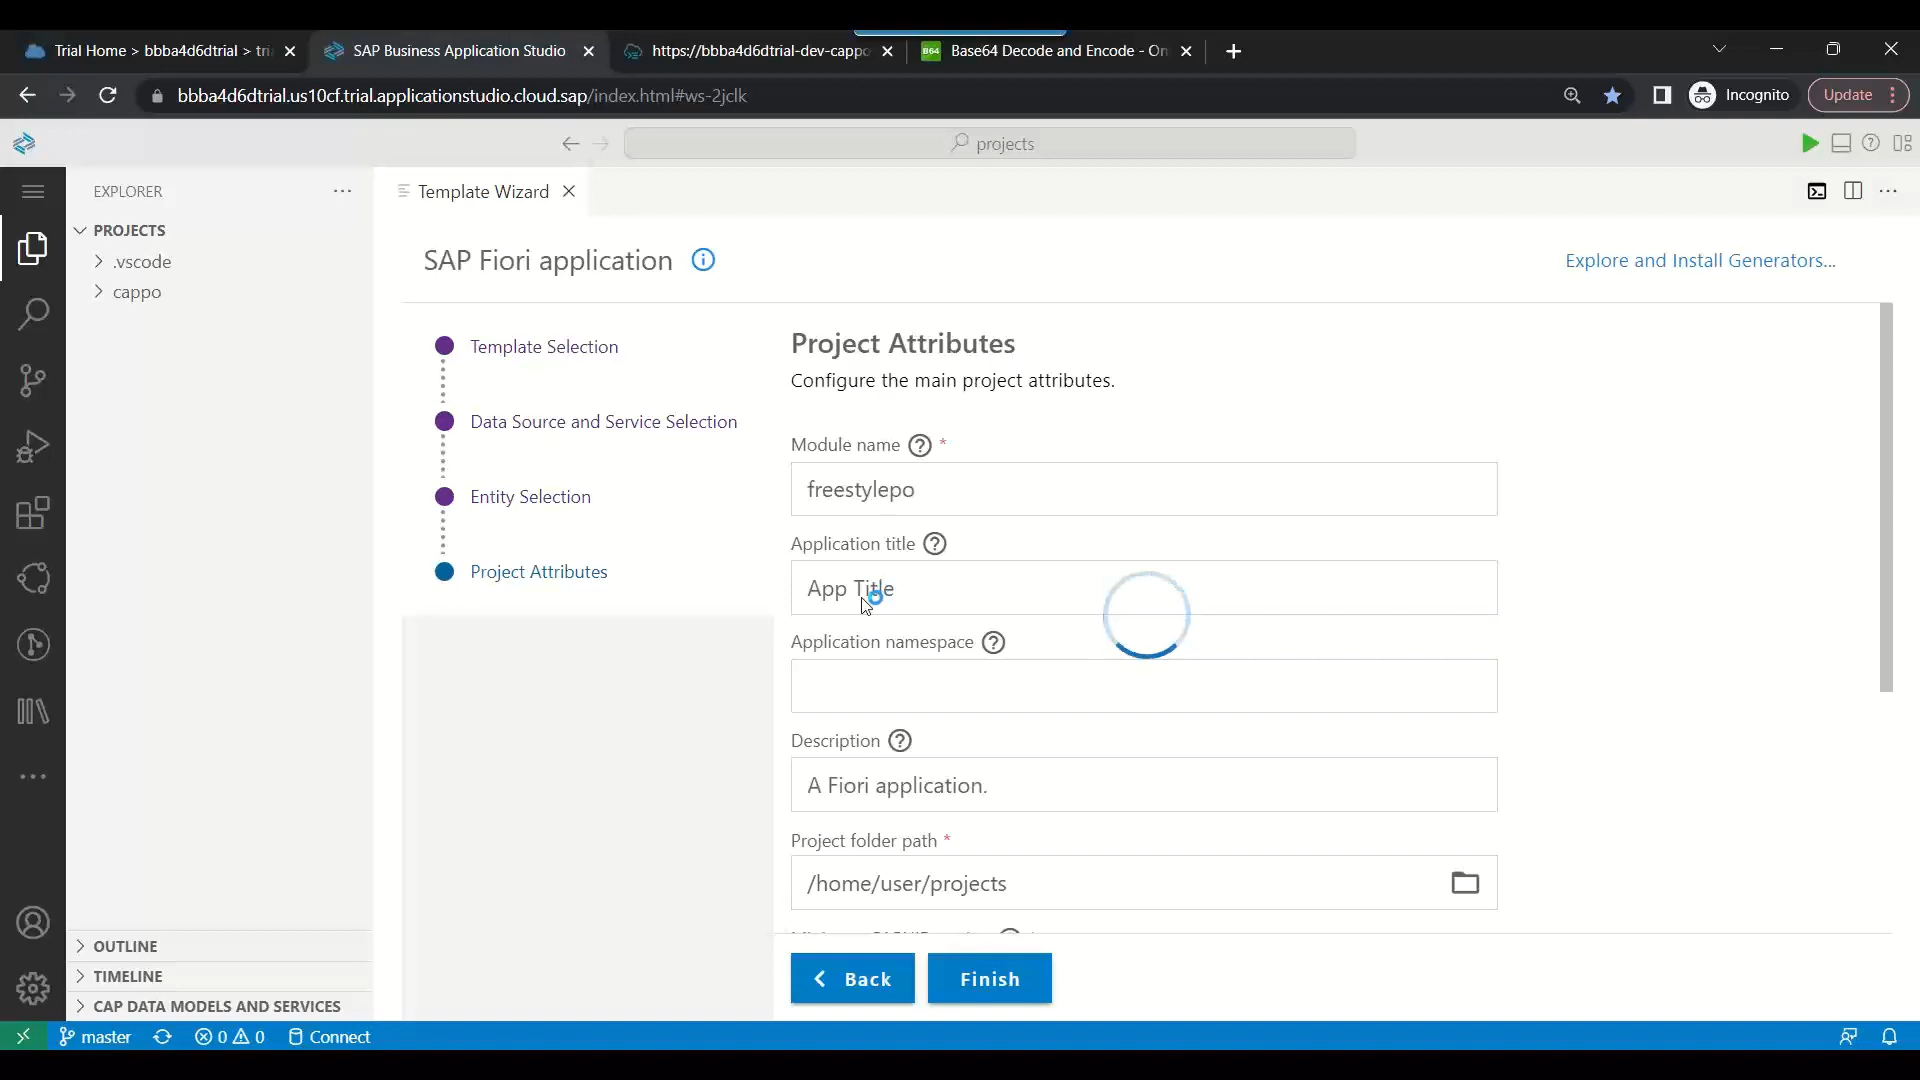 Trial Home > bbba4d6dtrial > tri
SAP Business Application Studio
https://bbba4d6dtrial-dev-cappo
B64
Base64 Decode and Encode - On
bbba4d6dtrial.us10cf.trial.applicationstudio.cloud.sap/index.html#ws-2jclk
Incognito
Update
projects
EXPLORER
Template Wizard
PROJECTS
.vscode
cappo
SAP Fiori application
Explore and Install Generators...
Template Selection
Data Source and Service Selection
Entity Selection
Project Attributes
Project Attributes
Configure the main project attributes.
Module name ? *
freestylepo
Application title ?
App Title
Application namespace ?
Description ?
A Fiori application.
Project folder path *
/home/user/projects
Back
Finish
OUTLINE
TIMELINE
CAP DATA MODELS AND SERVICES
master
0
0
Connect